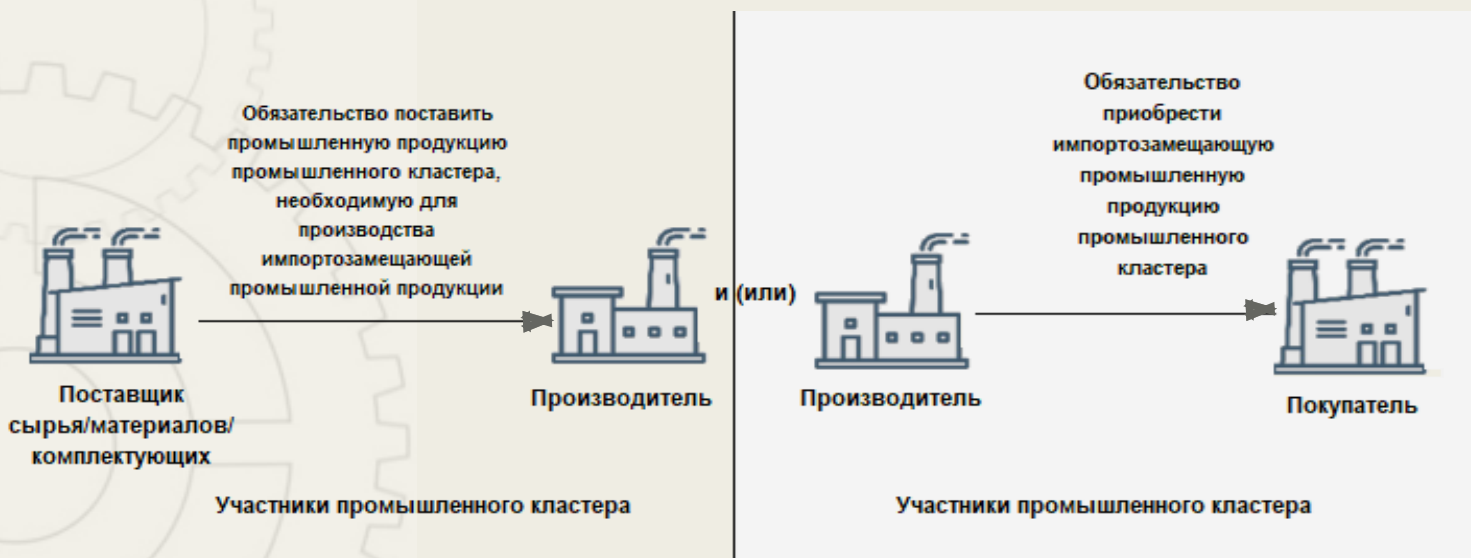 Обязательство поставить
промышленную продукцию
промышленного кластера,
необходимую для
производства
импортозамещающей
промышленной продукции
Поставщик
сырья/материалов/
комплектующих
Производитель
Участники промышленного кластера
и (или)
Обязательство
приобрести
импортозамещающую
промышленную
продукцию
промышленного
кластера
Производитель
Покупатель
Участники промышленного кластера